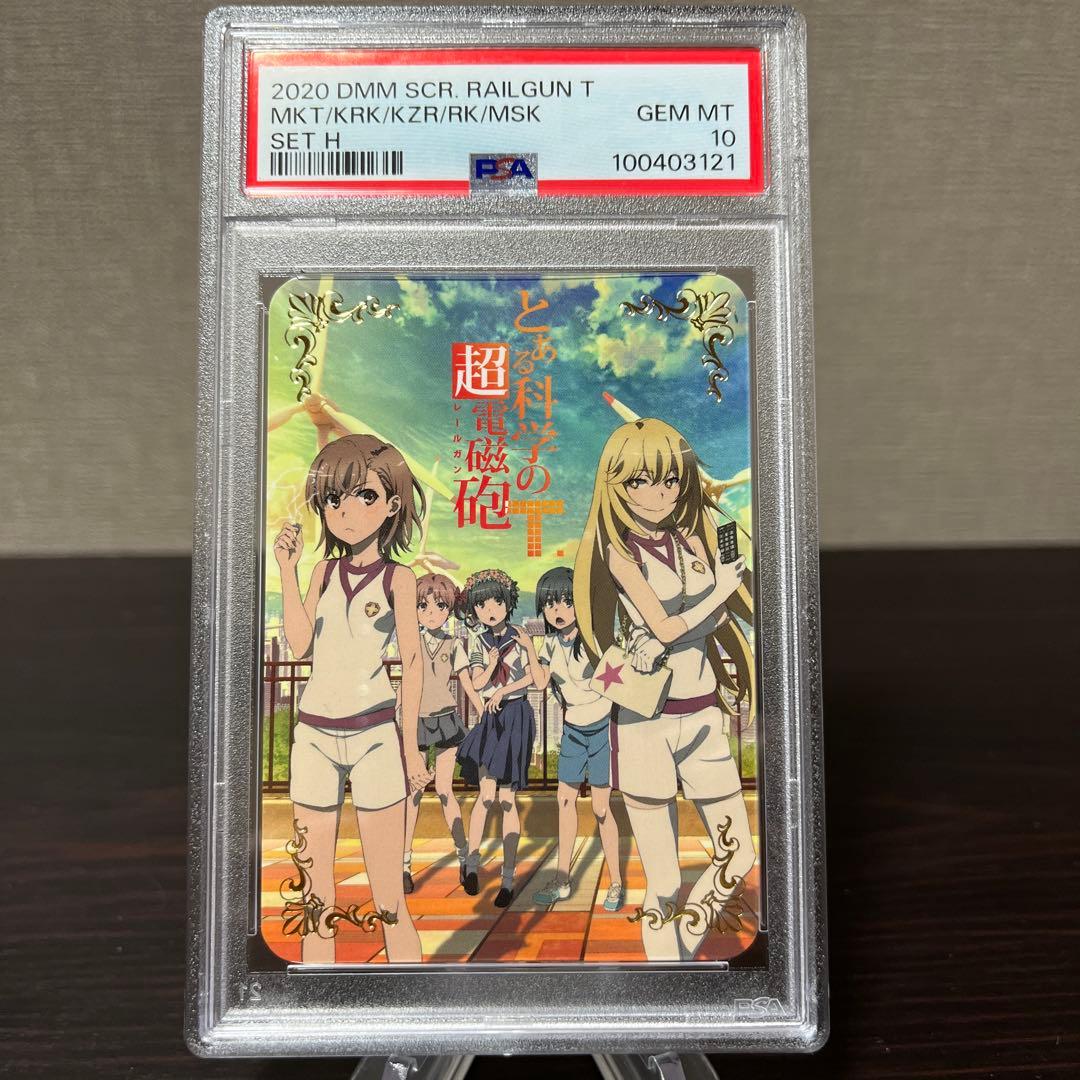 2020 DMM SCR. RAILGUN T
MKT/KRK/KZR/RK/MSK
GEM MT
SET H
10
PSA
100403121
とある科学の
超電磁砲
レールガン
T.
PSA
21